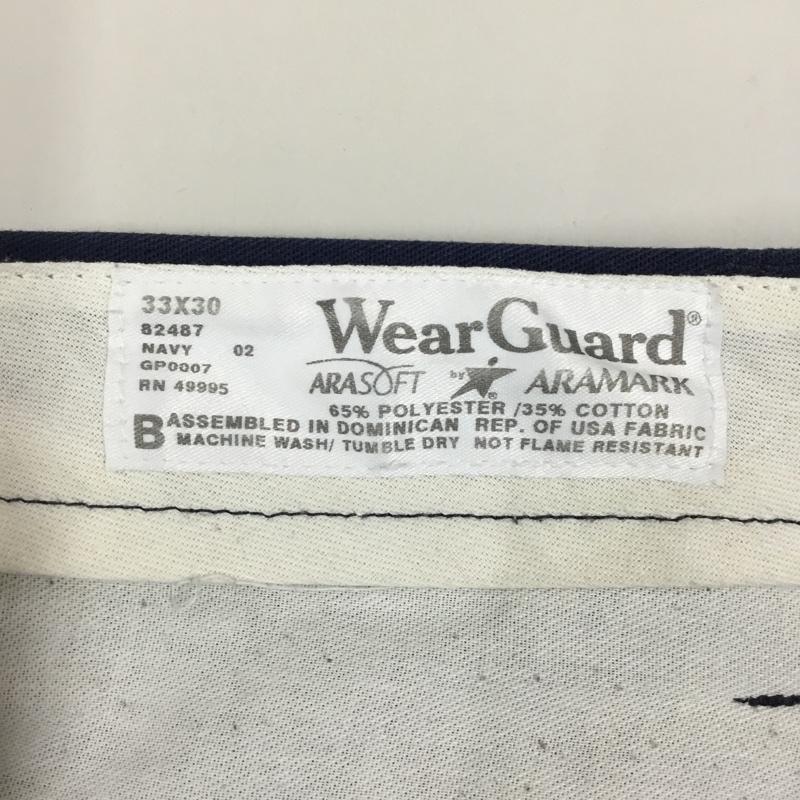 33X30
82487
NAVY 02
GP0007
RN 49995
WearGuard®
ARASOFT by ARAMARK
65% POLYESTER /35% COTTON
B ASSEMBLED IN DOMINICAN REP. OF USA FABRIC
MACHINE WASH/ TUMBLE DRY NOT FLAME RESISTANT